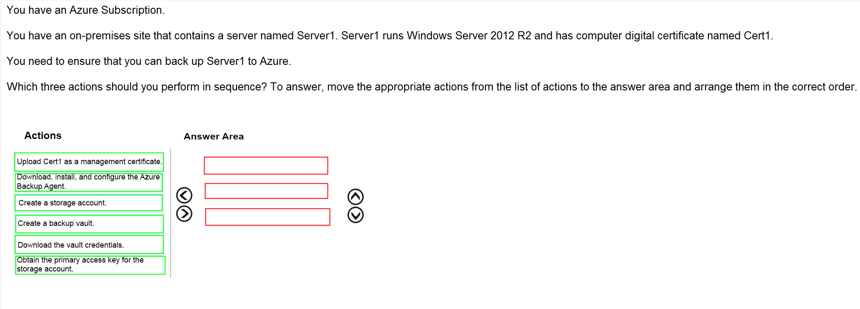 You have an Azure Subscription.
You have an on-premises site that contains a server named Server1. Server1 runs Windows Server 2012 R2 and has computer digital certificate named Cert1.
You need to ensure that you can back up Server1 to Azure.
Which three actions should you perform in sequence? To answer, move the appropriate actions from the list of actions to the answer area and arrange them in the correct order.
Actions
Answer Area
Upload Cert1 as a management certificate.
Download, install, and configure the Azure
Backup Agent.
Create a storage account.
Create a backup vault.
Download the vault credentials.
Obtain the primary access key for the
storage account.